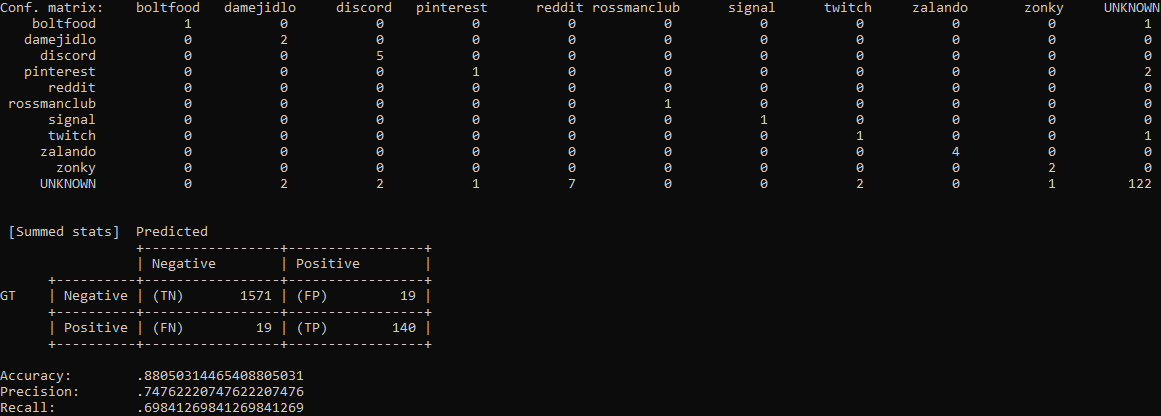 Conf. matrix: boltfood damejidlo discord pinterest reddit rossmanclub signal twitch zalando zonky UNKNOWN
boltfood 1 0 0 0 0 0 0 0 0 0 1
damejidlo 0 2 0 0 0 0 0 0 0 0 0
discord 0 0 5 0 0 0 0 0 0 0 0
pinterest 0 0 0 1 0 0 0 0 0 0 2
reddit 0 0 0 0 0 0 0 0 0 0 0
rossmanclub 0 0 0 0 0 1 0 0 0 0 0
signal 0 0 0 0 0 0 1 0 0 0 0
twitch 0 0 0 0 0 0 0 1 0 0 1
zalando 0 0 0 0 0 0 0 0 4 0 0
zonky 0 0 0 0 0 0 0 0 0 2 0
UNKNOWN 0 2 2 1 7 0 0 2 0 1 122
[Summed stats] Predicted
Negative Positive
GT Negative (TN) 1571 (FP) 19
Positive (FN) 19 (TP) 140
Accuracy: .88050314465408805031
Precision: .74762220747622207476
Recall: .69841269841269841269